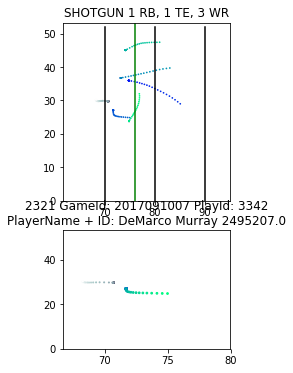 SHOTGUN 1 RB, 1 TE, 3 WR
50
40
30
20
10
0
70 80 90
2321 GameId: 2017091007 PlayId: 3342
PlayerName + ID: DeMarco Murray 2495207.0
40
20
0
70 75 80